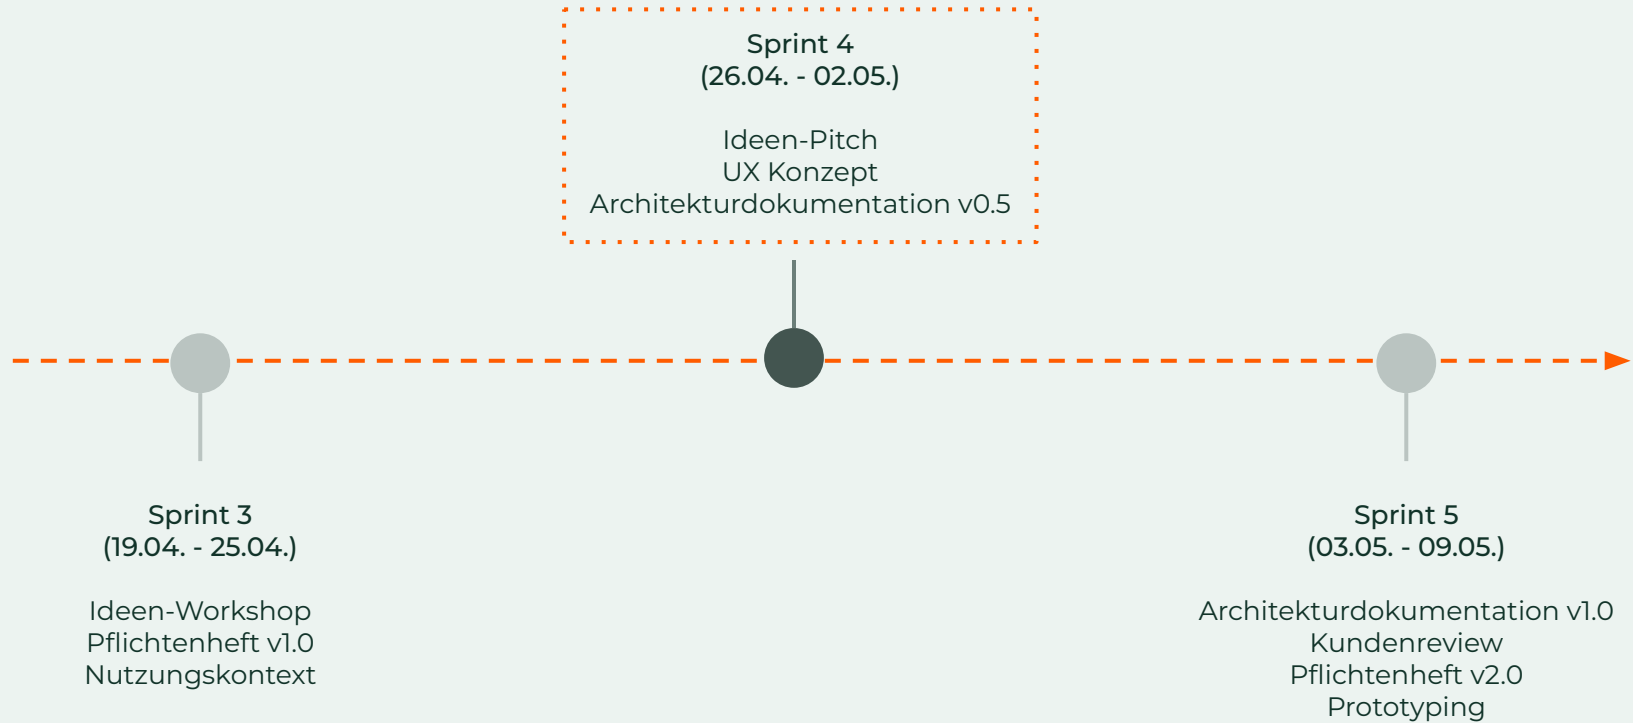 Sprint 4
(26.04. - 02.05.)
Ideen-Pitch
UX Konzept
Architekturdokumentation v0.5
Sprint 3
(19.04. - 25.04.)
Ideen-Workshop
Pflichtenheft v1.0
Nutzungskontext
Sprint 5
(03.05. - 09.05.)
Architekturdokumentation v1.0
Kundenreview
Pflichtenheft v2.0
Prototyping